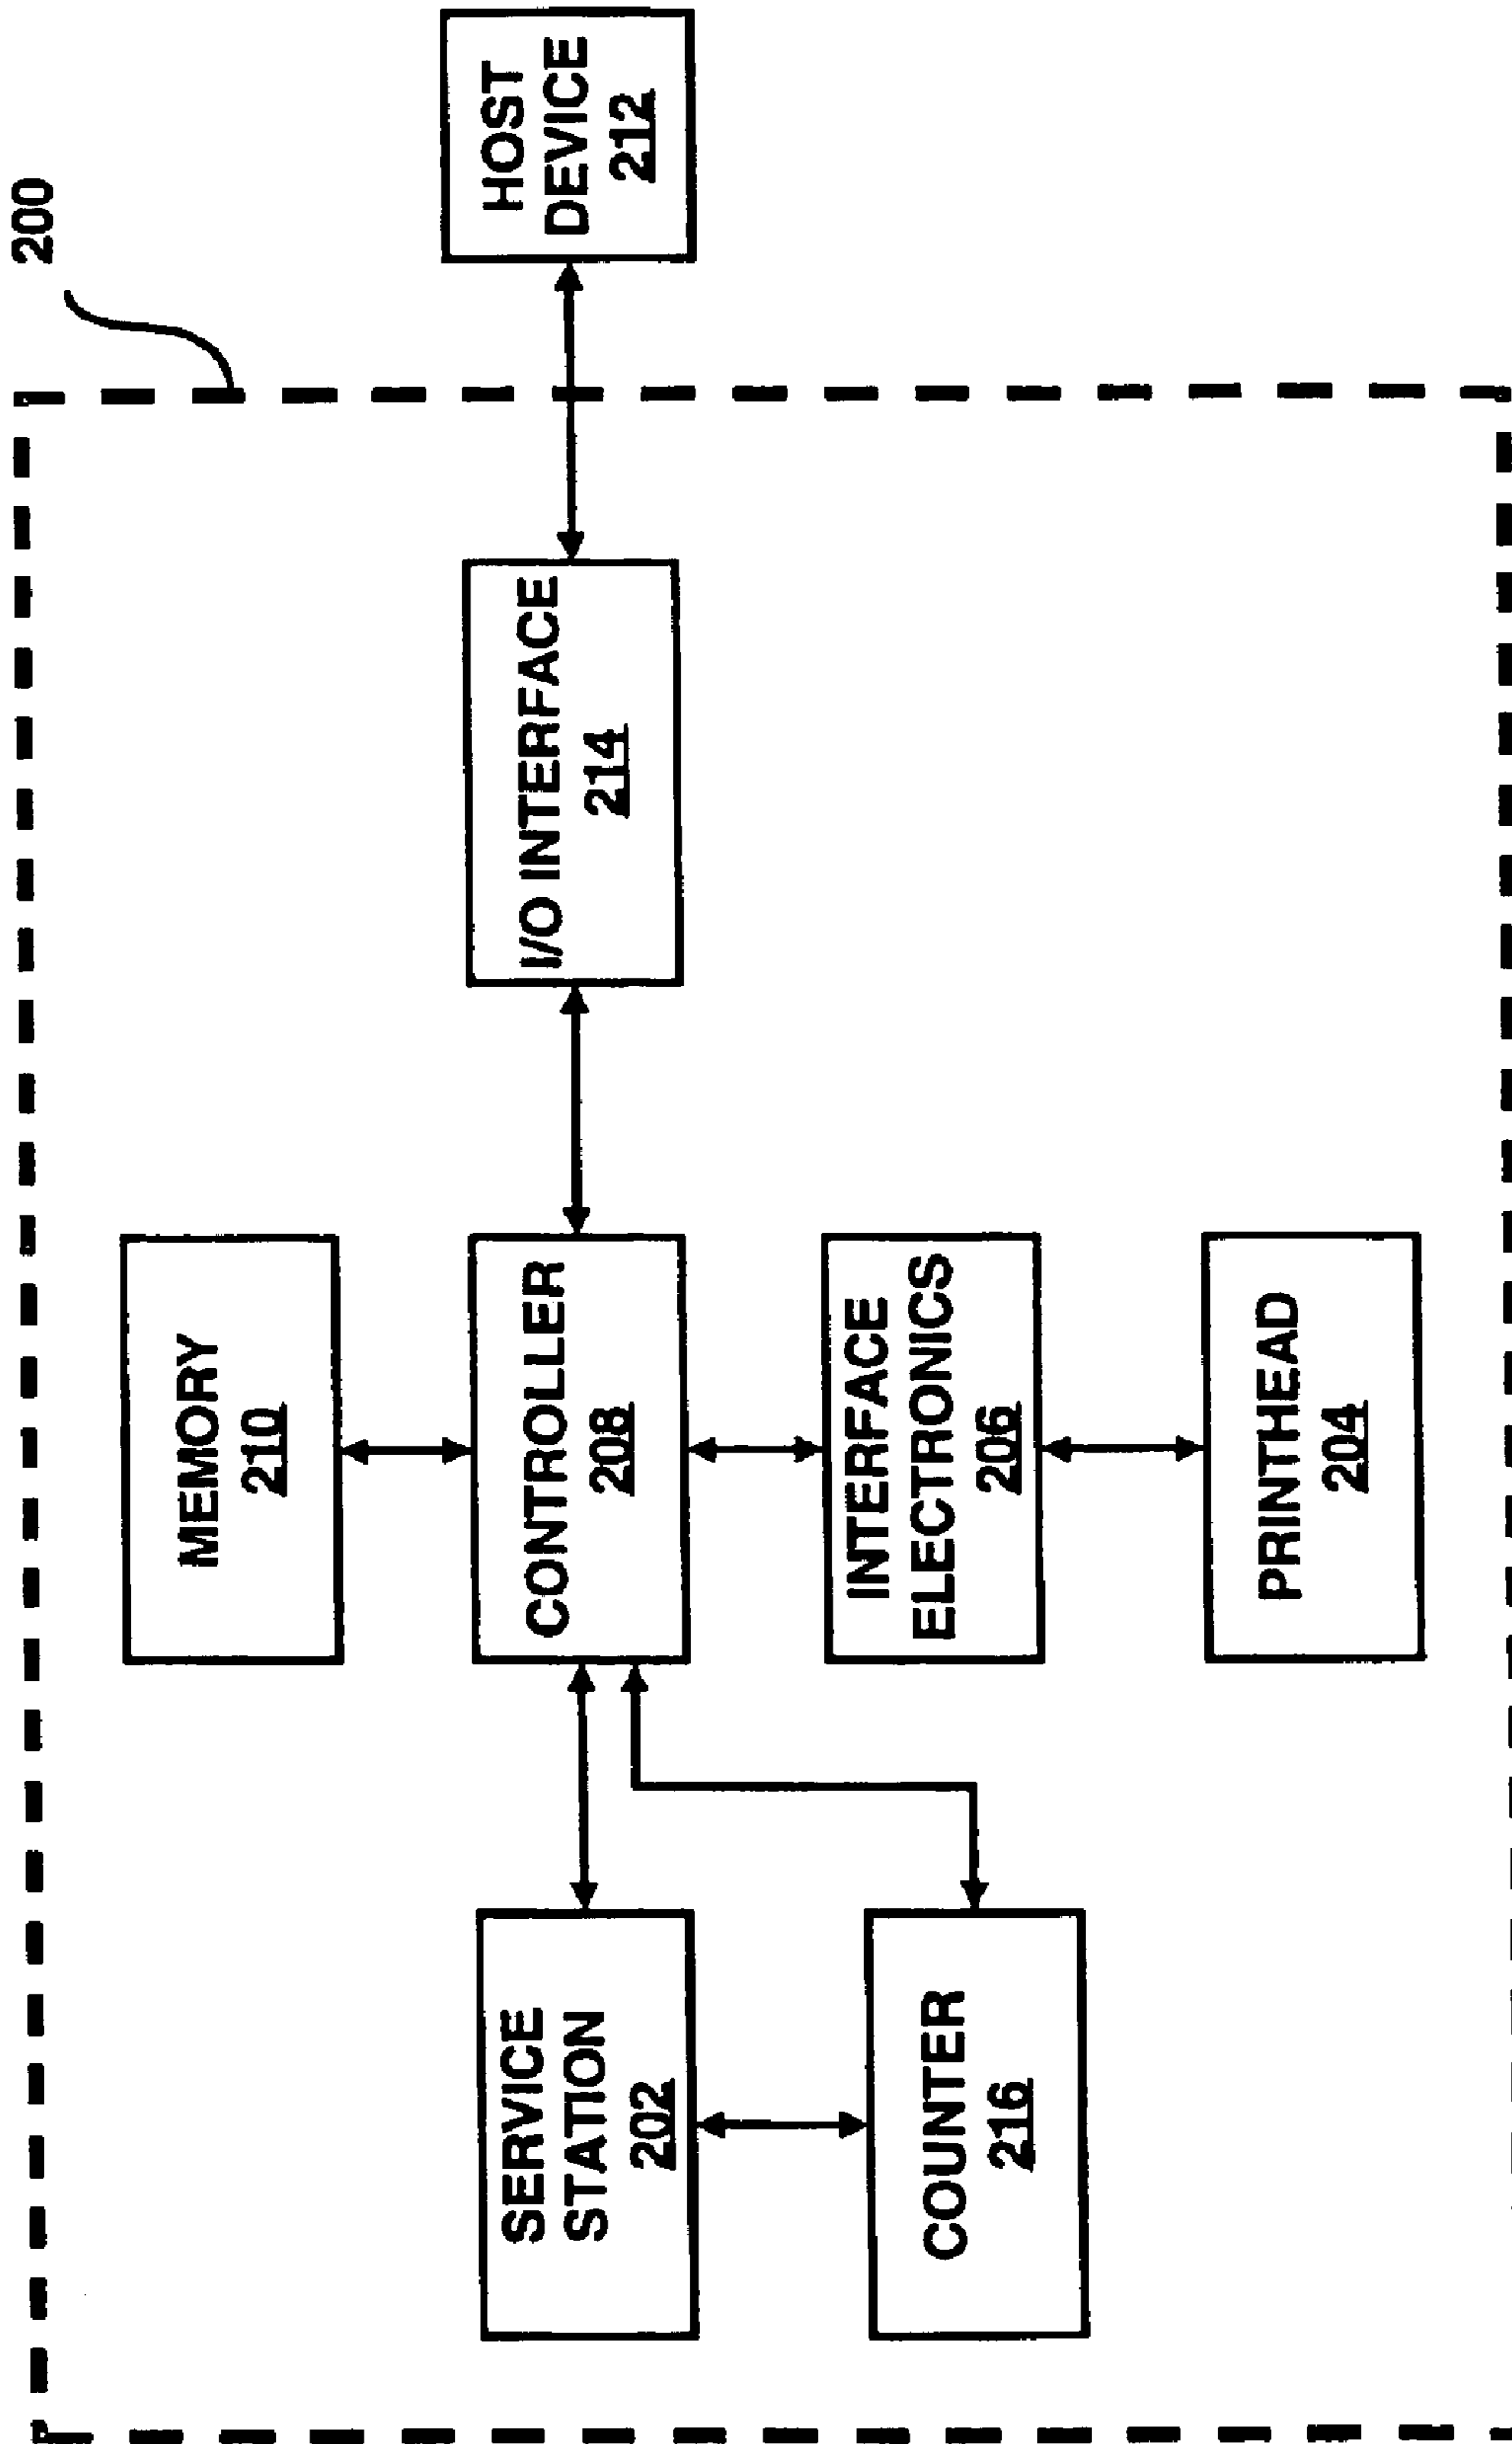 200
MEMORY
210
SERVICE
STATION
202
CONTROLLER
208
I/O INTERFACE
214
HOST
DEVICE
212
COUNTER
216
INTERFACE
ELECTRONICS
206
PRINTHEAD
204